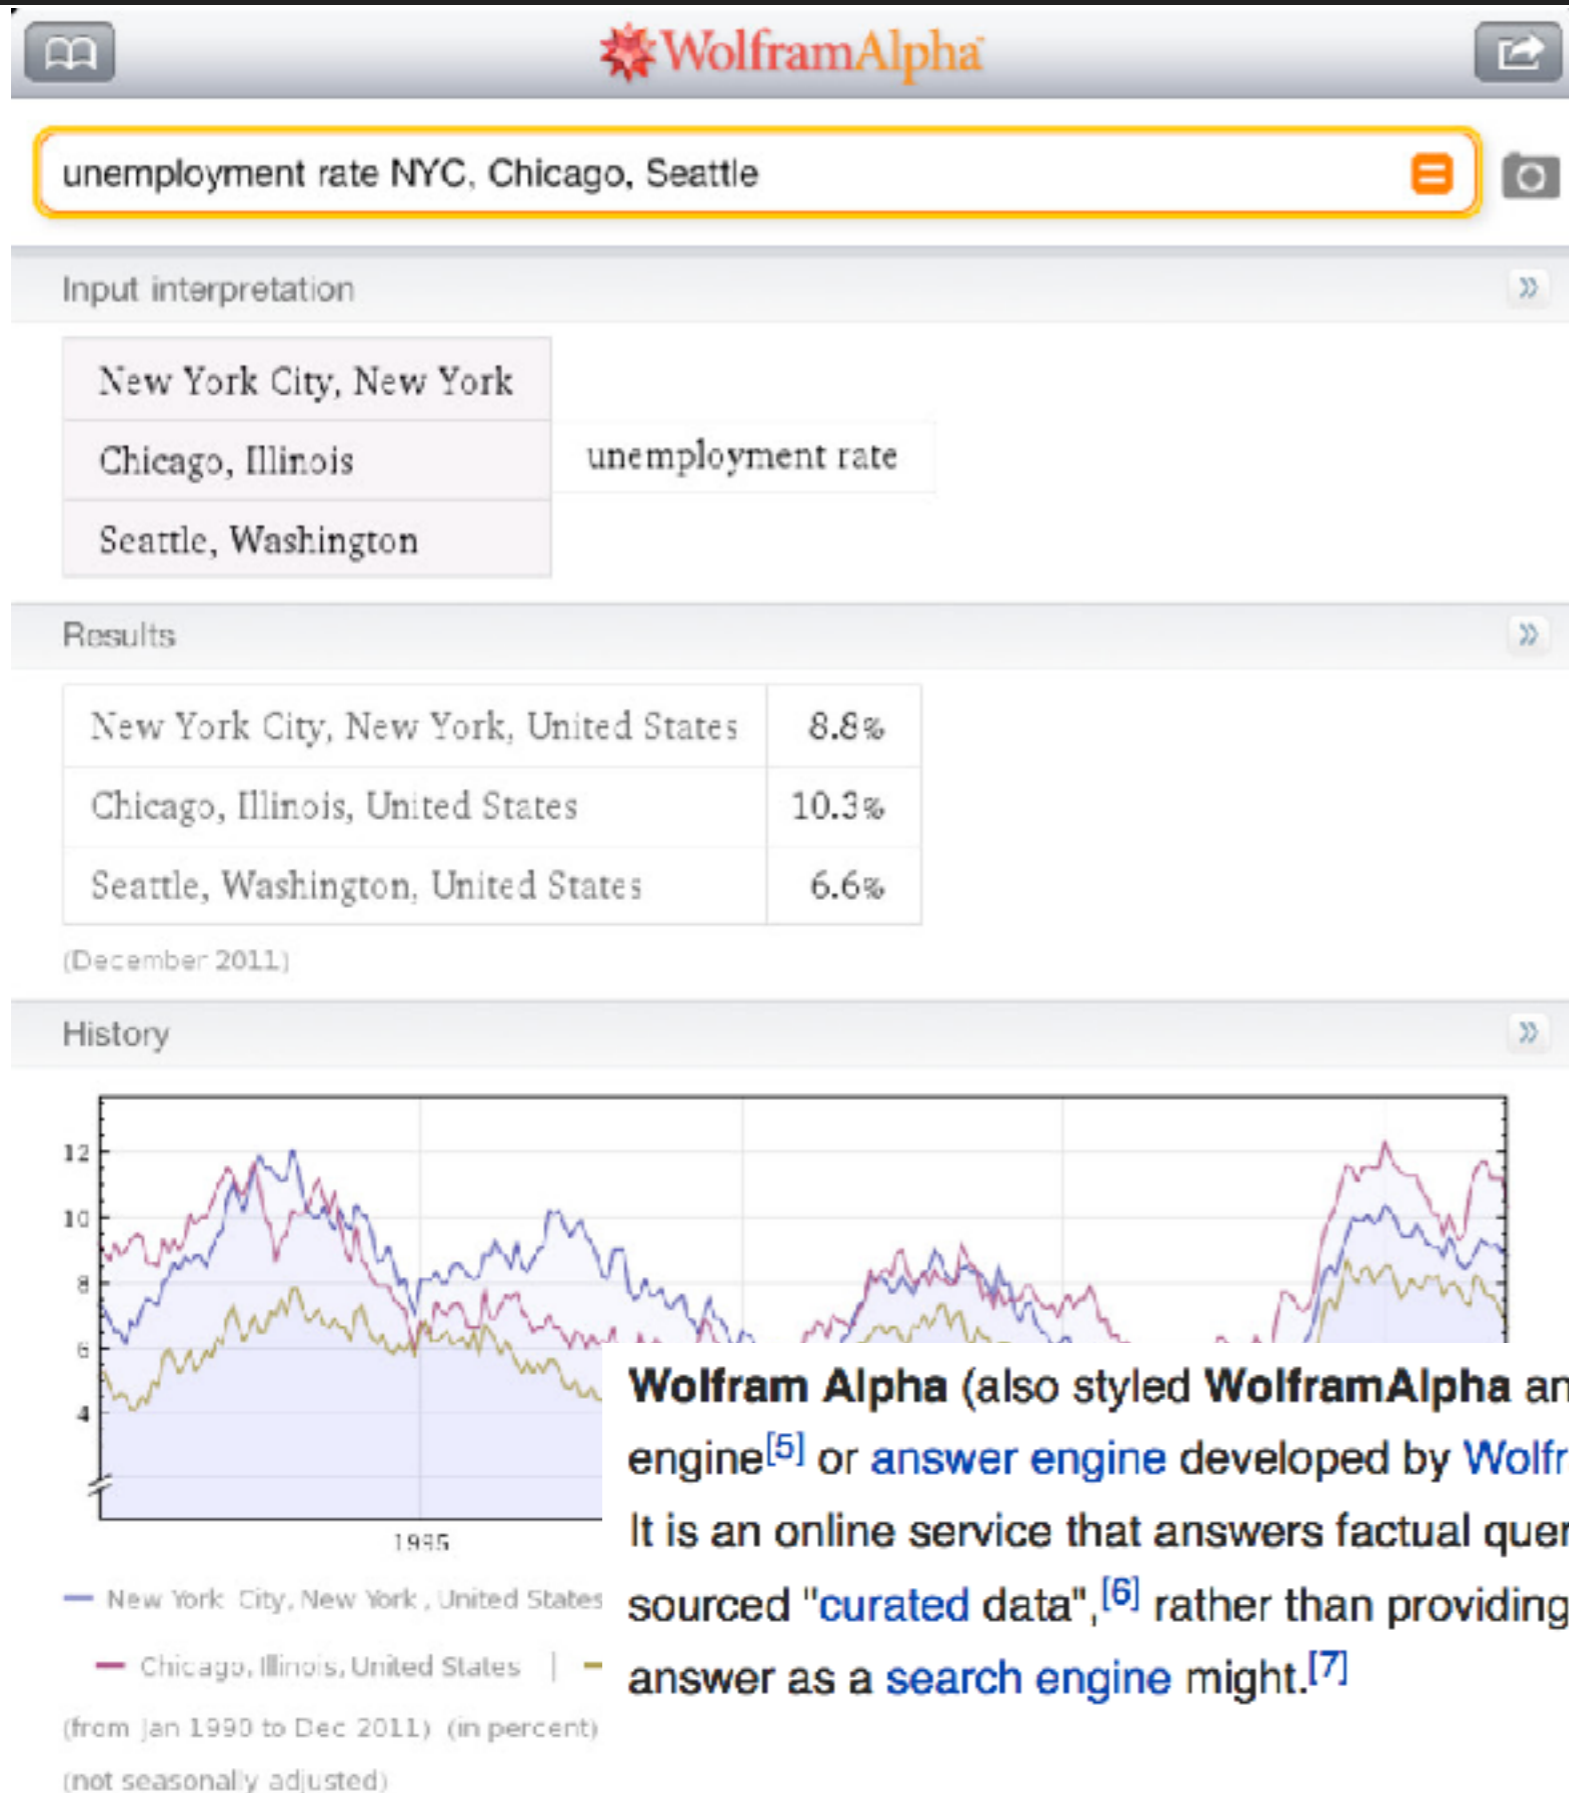 WolframAlpha
unemployment rate NYC, Chicago, Seattle
Input interpretation
New York City, New York
Chicago, Illinois
Seattle, Washington
unemployment rate
Results
New York City, New York, United States 8.8%
Chicago, Illinois, United States 10.3%
Seattle, Washington, United States 6.6%
(December 2011)
History
12
10
8
6
4
1995
New York City, New York, United States
Chicago, Illinois, United States |
(from Jan 1990 to Dec 2011) (in percent)
(not seasonally adjusted)
Wolfram Alpha (also styled WolframAlpha an
engine[5] or answer engine developed by Wolfr
It is an online service that answers factual quer
sourced "curated data",[6] rather than providing
answer as a search engine might.[7]